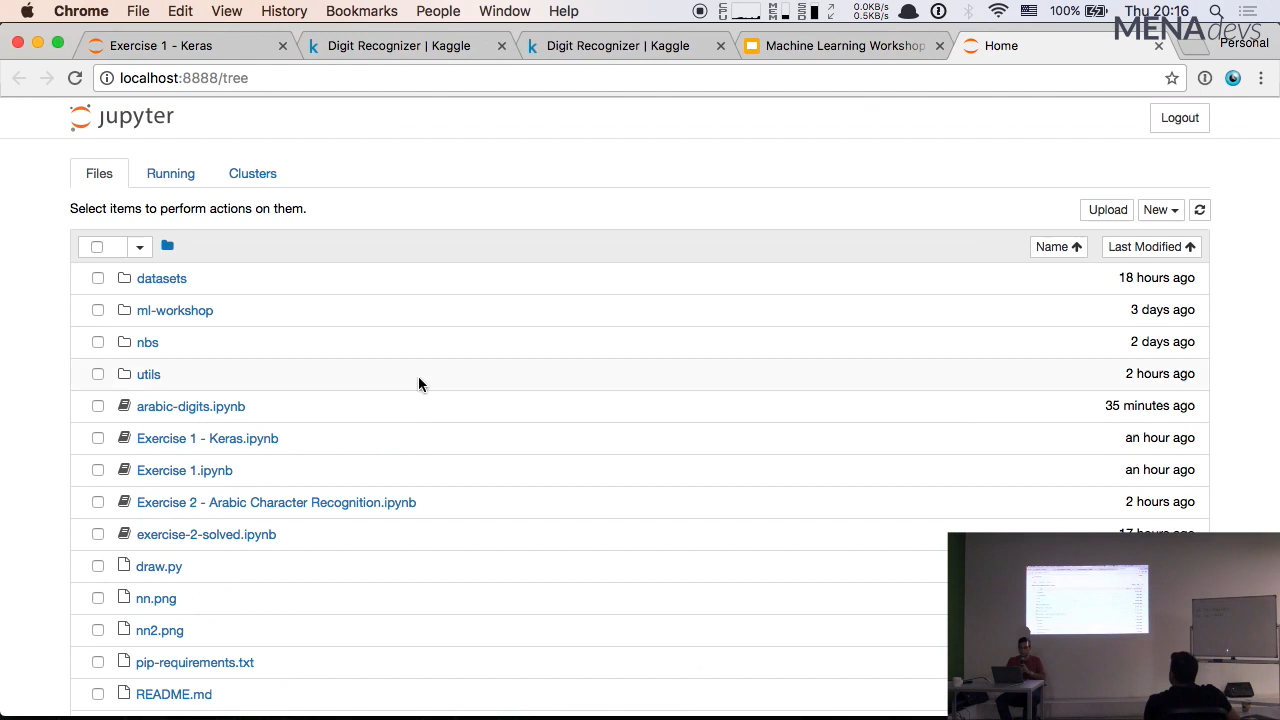 Chrome File Edit View History Bookmarks People Window Help 0.0KB/s 0.5KB/s 100% Thu 20:16
MENAdevs
Exercise 1 - Keras Digit Recognizer | Kaggle Digit Recognizer | Kaggle Machine Learning Workshop Home Personal
localhost:8888/tree
jupyter Logout
Files Running Clusters
Select items to perform actions on them. Upload New
Name Last Modified
datasets 18 hours ago
ml-workshop 3 days ago
nbs 2 days ago
utils 2 hours ago
arabic-digits.ipynb 35 minutes ago
Exercise 1 - Keras.ipynb an hour ago
Exercise 1.ipynb an hour ago
Exercise 2 - Arabic Character Recognition.ipynb 2 hours ago
exercise-2-solved.ipynb 17 hours ago
draw.py
nn.png
nn2.png
pip-requirements.txt
README.md